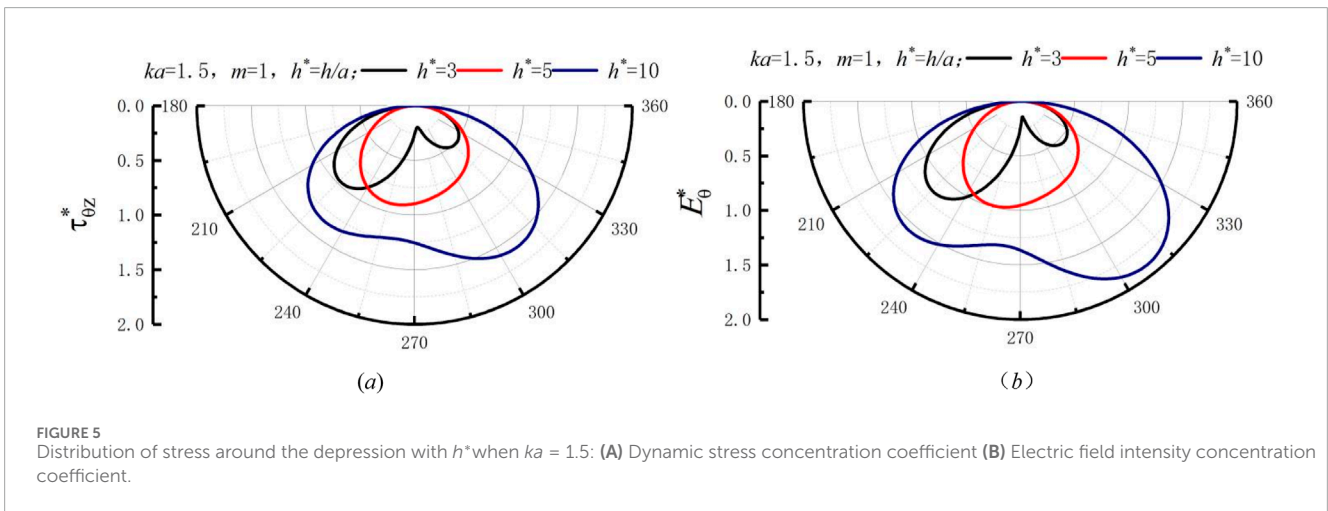 ka=1.5, m=1, h*=h/a; h*=3 h*=5 h*=10
0.0 180 360
0.5
1.0
1.5
2.0
τ*θz
210 330
240 300
270
(a)
ka=1.5, m=1, h*=h/a; h*=3 h*=5 h*=10
0.0 180 360
0.5
1.0
1.5
2.0
E*θ
210 330
240 300
270
(b)
FIGURE 5
Distribution of stress around the depression with h*when ka = 1.5: (A) Dynamic stress concentration coefficient (B) Electric field intensity concentration
coefficient.